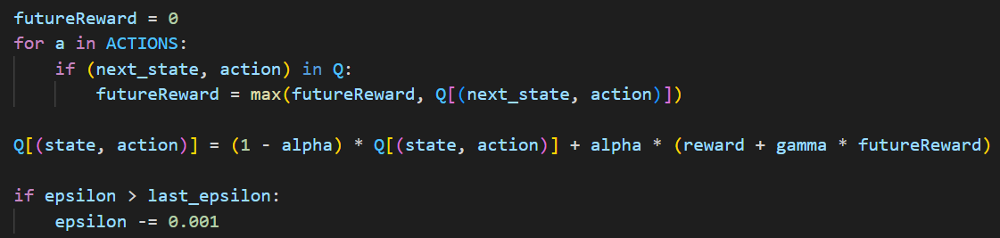 futureReward = 0
for a in ACTIONS:
    if (next_state, action) in Q:
        futureReward = max(futureReward, Q[(next_state, action)])

Q[(state, action)] = (1 - alpha) * Q[(state, action)] + alpha * (reward + gamma * futureReward)

if epsilon > last_epsilon:
    epsilon -= 0.001